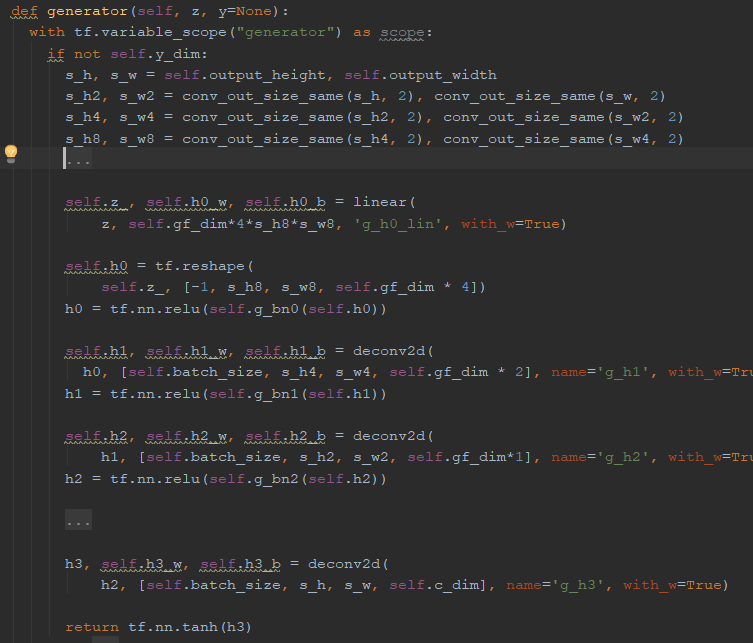 def generator(self, z, y=None):
with tf.variable_scope("generator") as scope:
if not self.y_dim:
s_h, s_w = self.output_height, self.output_width
s_h2, s_w2 = conv_out_size_same(s_h, 2), conv_out_size_same(s_w, 2)
s_h4, s_w4 = conv_out_size_same(s_h2, 2), conv_out_size_same(s_w2, 2)
s_h8, s_w8 = conv_out_size_same(s_h4, 2), conv_out_size_same(s_w4, 2)
...
self.z_, self.h0_w, self.h0_b = linear(
z, self.gf_dim*4*s_h8*s_w8, 'g_h0_lin', with_w=True)
self.h0 = tf.reshape(
self.z_, [-1, s_h8, s_w8, self.gf_dim * 4])
h0 = tf.nn.relu(self.g_bn0(self.h0))
self.h1, self.h1_w, self.h1_b = deconv2d(
h0, [self.batch_size, s_h4, s_w4, self.gf_dim * 2], name='g_h1', with_w=Tru
h1 = tf.nn.relu(self.g_bn1(self.h1))
self.h2, self.h2_w, self.h2_b = deconv2d(
h1, [self.batch_size, s_h2, s_w2, self.gf_dim*1], name='g_h2', with_w=Tru
h2 = tf.nn.relu(self.g_bn2(self.h2))
...
h3, self.h3_w, self.h3_b = deconv2d(
h2, [self.batch_size, s_h, s_w, self.c_dim], name='g_h3', with_w=True)
return tf.nn.tanh(h3)